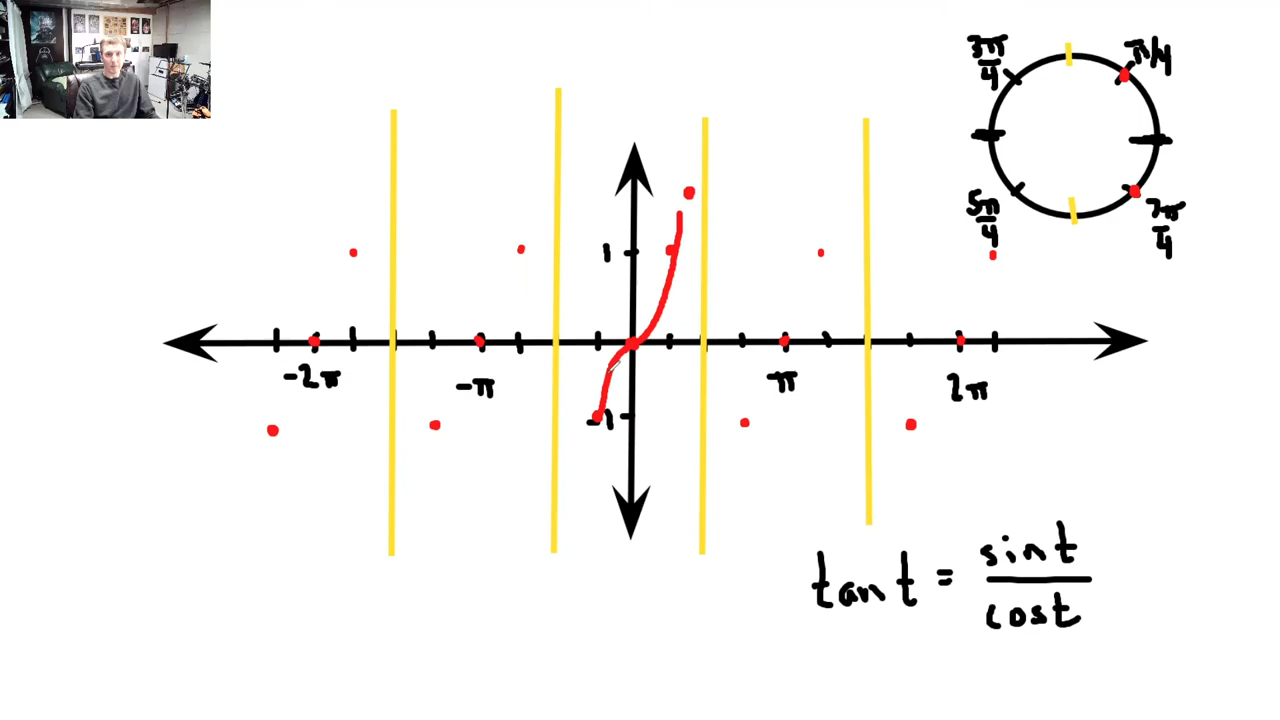 3π/4
π/4
5π/4
7π/4
1
-2π
-π
π
2π
-1
tan t = sin t / cos t